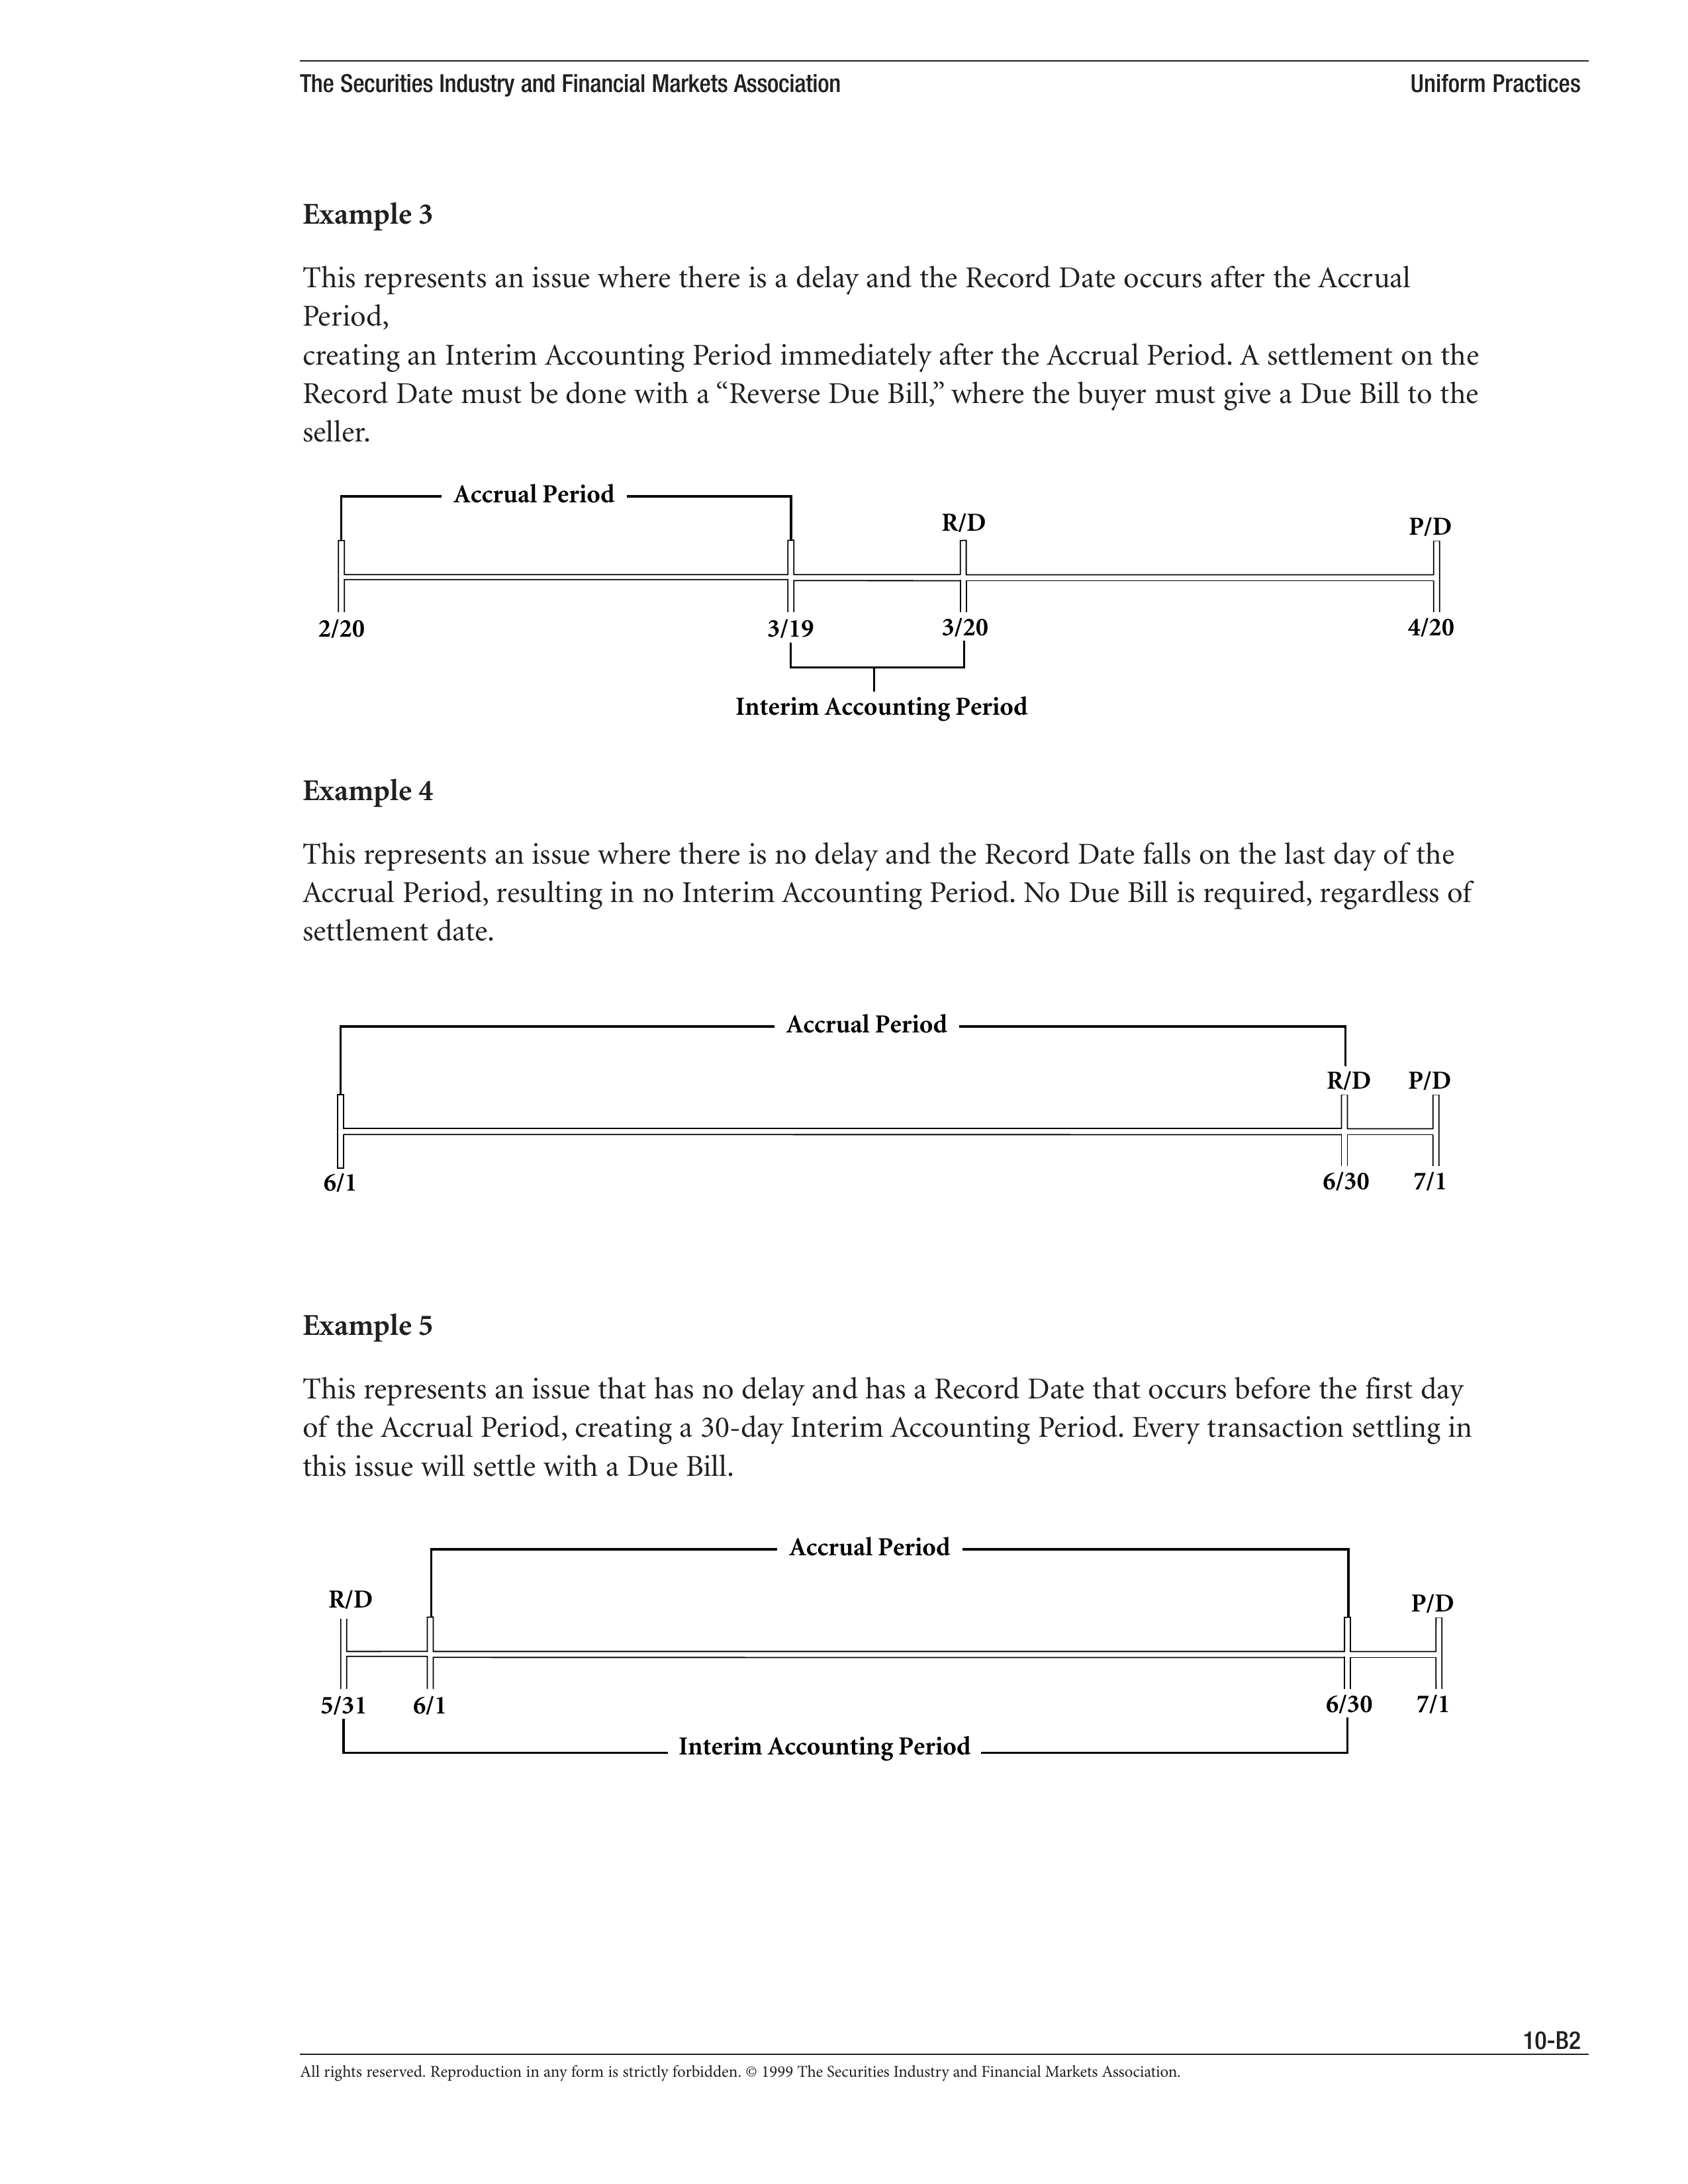 The Securities Industry and Financial Markets Association Uniform Practices
Example 3
This represents an issue where there is a delay and the Record Date occurs after the Accrual
Period,
creating an Interim Accounting Period immediately after the Accrual Period. A settlement on the
Record Date must be done with a “Reverse Due Bill,” where the buyer must give a Due Bill to the
seller.
Accrual Period
R/D P/D
2/20 3/19 3/20 4/20
Interim Accounting Period
Example 4
This represents an issue where there is no delay and the Record Date falls on the last day of the
Accrual Period, resulting in no Interim Accounting Period. No Due Bill is required, regardless of
settlement date.
Accrual Period
R/D P/D
6/1 6/30 7/1
Example 5
This represents an issue that has no delay and has a Record Date that occurs before the first day
of the Accrual Period, creating a 30-day Interim Accounting Period. Every transaction settling in
this issue will settle with a Due Bill.
Accrual Period
R/D P/D
5/31 6/1 6/30 7/1
Interim Accounting Period
10-B2
All rights reserved. Reproduction in any form is strictly forbidden. © 1999 The Securities Industry and Financial Markets Association.